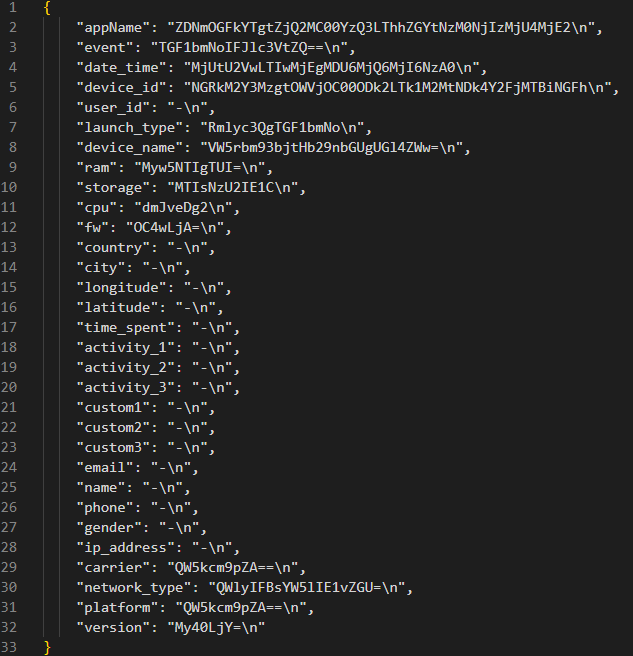 1 {
2 "appName": "ZDNmOGFkYTgtZjQ2MC00YzQ3LThhZGYtNzM0NjIzMjU4MjE2\n",
3 "event": "TGF1bmNoIFJlc3VtZQ==\n",
4 "date_time": "MjUtU2VwLTIwMjEgMDU6MjQ6MjI6NzA0\n",
5 "device_id": "NGRkM2Y3MzgtOWVjOC00ODk2LTk1M2MtNDk4Y2FjMTBiNGFh\n",
6 "user_id": "-\n",
7 "launch_type": "Rmlyc3QgTGF1bmNo\n",
8 "device_name": "VW5rbm93bjtHb29nbGUgUGl4ZWw=\n",
9 "ram": "Myw5NTIgTUI=\n",
10 "storage": "MTIsNzU2IE1C\n",
11 "cpu": "dmJveDg2\n",
12 "fw": "OC4wLjA=\n",
13 "country": "-\n",
14 "city": "-\n",
15 "longitude": "-\n",
16 "latitude": "-\n",
17 "time_spent": "-\n",
18 "activity_1": "-\n",
19 "activity_2": "-\n",
20 "activity_3": "-\n",
21 "custom1": "-\n",
22 "custom2": "-\n",
23 "custom3": "-\n",
24 "email": "-\n",
25 "name": "-\n",
26 "phone": "-\n",
27 "gender": "-\n",
28 "ip_address": "-\n",
29 "carrier": "QW5kcm9pZA==\n",
30 "network_type": "QWlyIFBsYW5lIE1vZGU=\n",
31 "platform": "QW5kcm9pZA==\n",
32 "version": "My40LjY=\n"
33 }